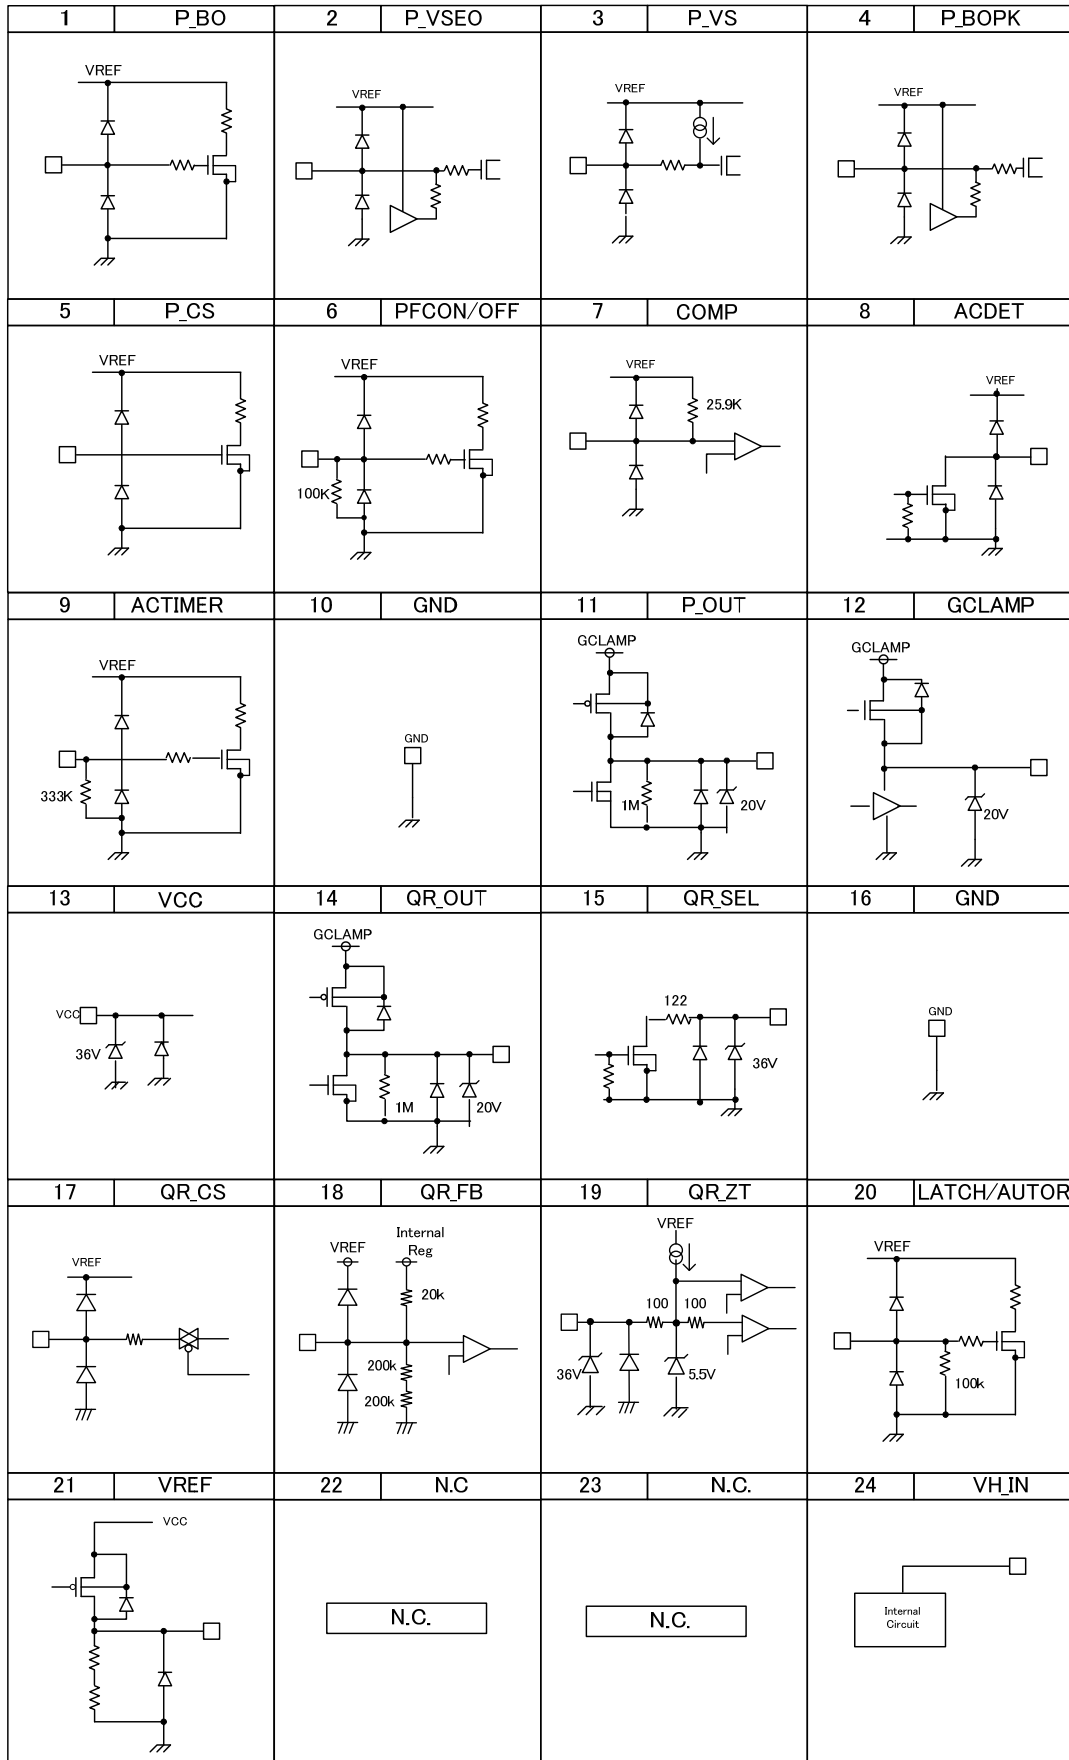 1 P_BO 2 P_VSEO 3 P_VS 4 P_BOPK
VREF
VREF
VREF
VREF
5 P_CS 6 PFCON/OFF 7 COMP 8 ACDET
VREF
VREF
100K
VREF
25.9K
VREF
9 ACTIMER 10 GND 11 P_OUT 12 GCLAMP
VREF
333K
GND
GCLAMP
1M 20V
GCLAMP
20V
13 VCC 14 QR_OUT 15 QR_SEL 16 GND
VCC
36V
GCLAMP
1M 20V
122
36V
GND
17 QR_CS 18 QR_FB 19 QR_ZT 20 LATCH/AUTOR
VREF
VREF
Internal
Reg
20k
200k
200k
VREF
100 100
36V 5.5V
VREF
100k
21 VREF 22 N.C 23 N.C. 24 VH_IN
VCC
N.C.
N.C.
Internal
Circuit